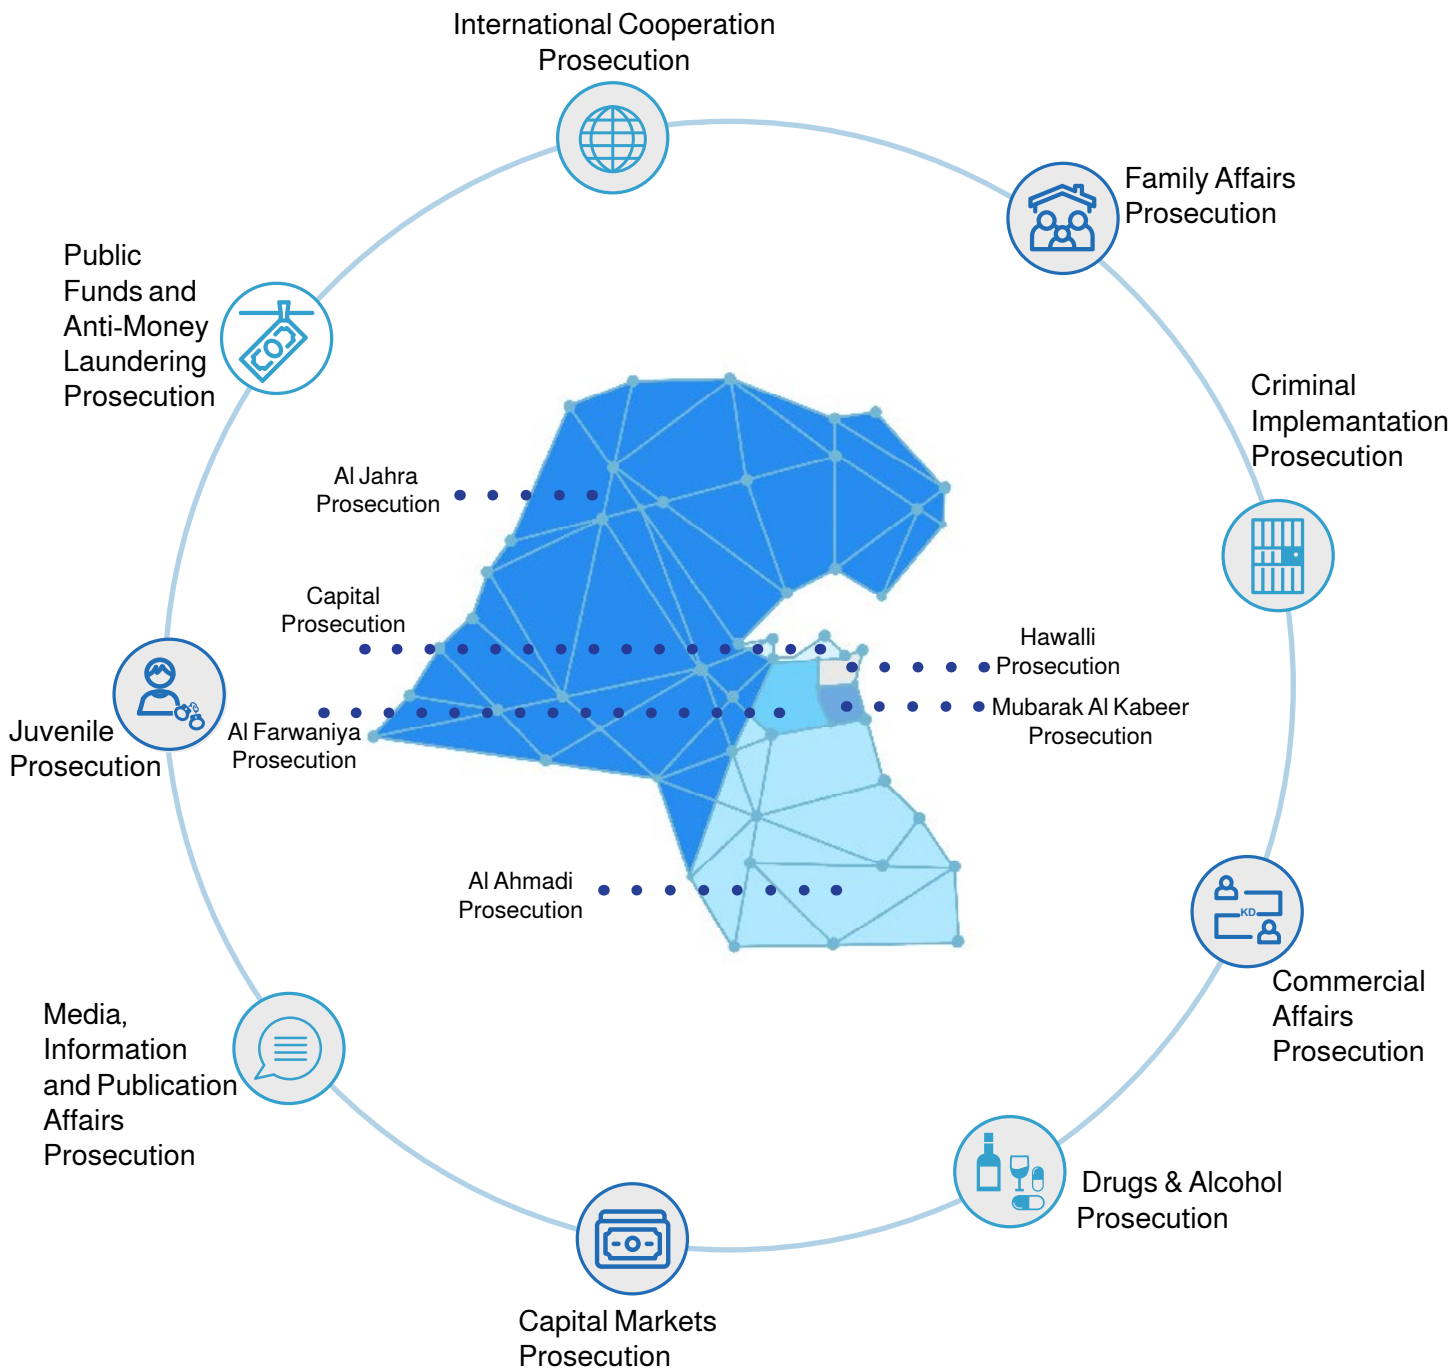 International Cooperation
Prosecution
Family Affairs
Prosecution
Public
Funds and
Anti-Money
Laundering
Prosecution
Criminal
Implemantation
Prosecution
Al Jahra
Prosecution
Capital
Prosecution
Hawalli
Prosecution
Mubarak Al Kabeer
Prosecution
Juvenile
Prosecution
Al Farwaniya
Prosecution
Al Ahmadi
Prosecution
KD
Commercial
Affairs
Prosecution
Media,
Information
and Publication
Affairs
Prosecution
Drugs & Alcohol
Prosecution
Capital Markets
Prosecution